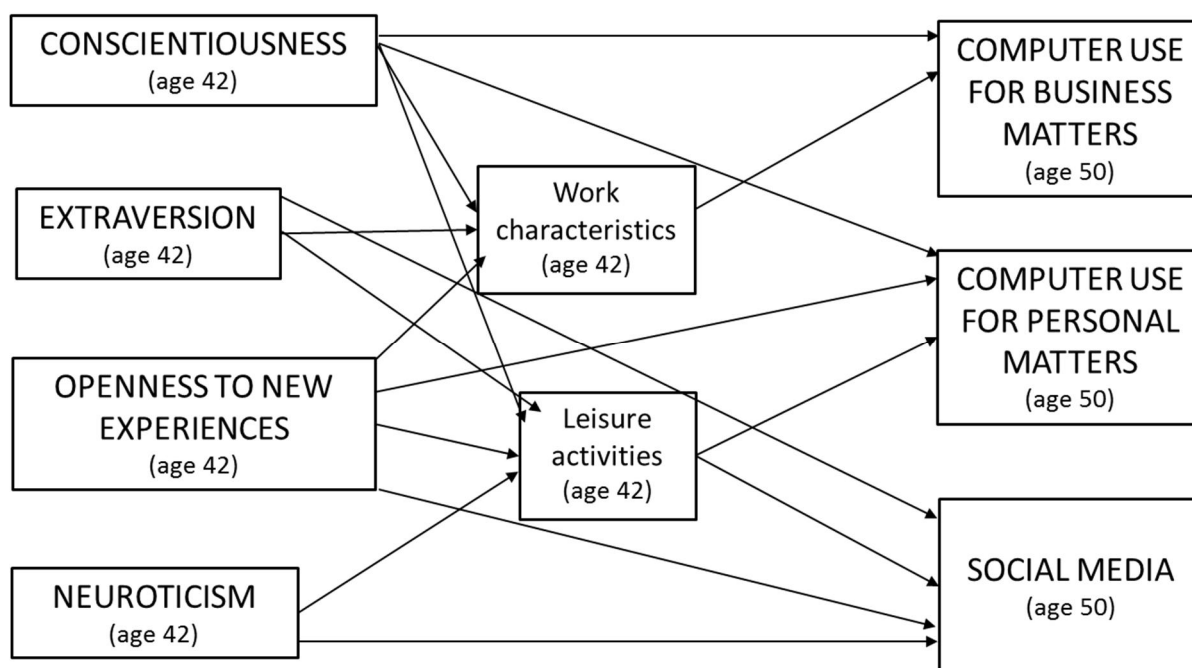 CONSCIENTIOUSNESS
(age 42)
EXTRAVERSION
(age 42)
OPENNESS TO NEW
EXPERIENCES
(age 42)
NEUROTICISM
(age 42)
Work
characteristics
(age 42)
Leisure
activities
(age 42)
COMPUTER USE
FOR BUSINESS
MATTERS
(age 50)
COMPUTER USE
FOR PERSONAL
MATTERS
(age 50)
SOCIAL MEDIA
(age 50)